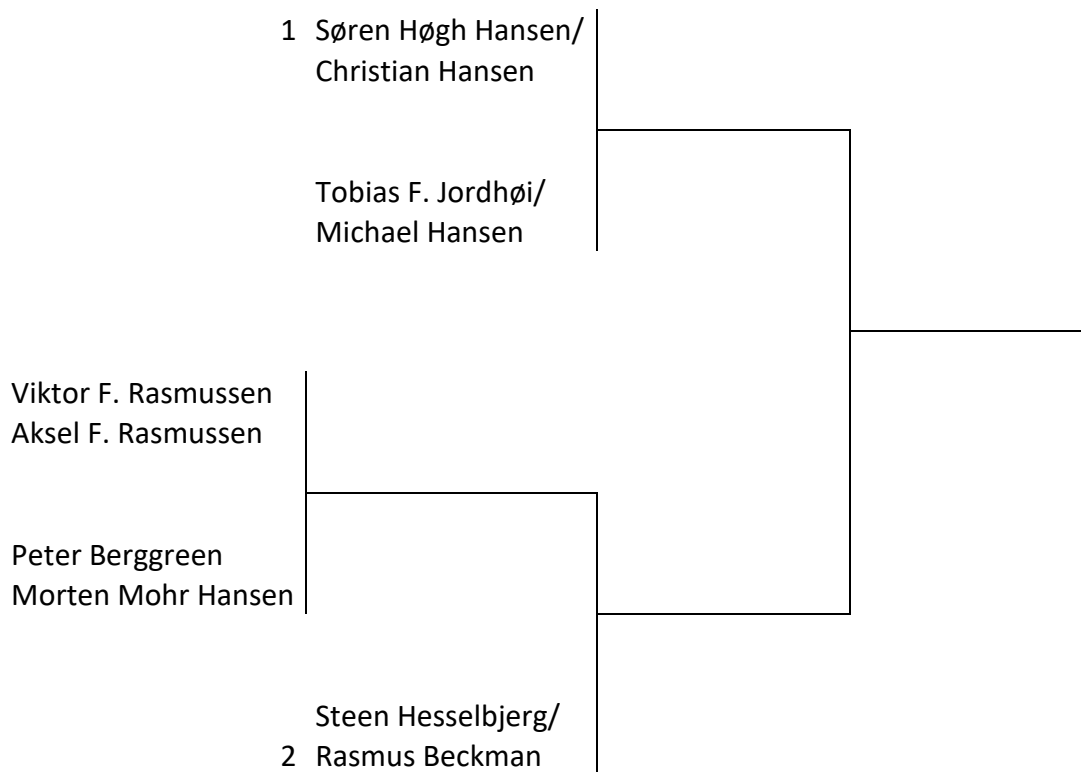 1 Søren Høgh Hansen/
Christian Hansen
Tobias F. Jordhøi/
Michael Hansen
Viktor F. Rasmussen
Aksel F. Rasmussen
Peter Berggreen
Morten Mohr Hansen
Steen Hesselbjerg/
2 Rasmus Beckman